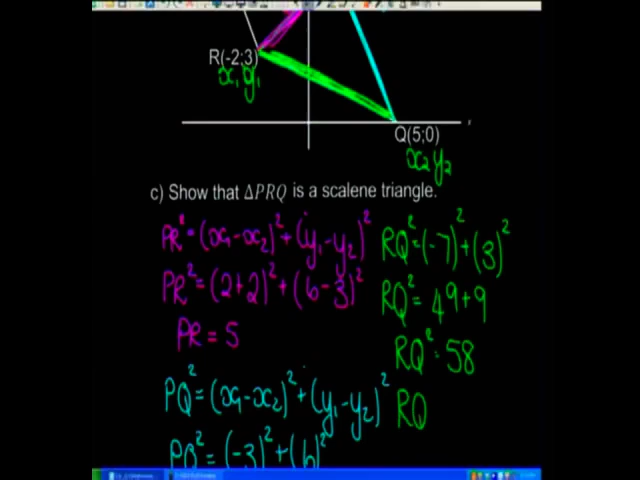 R(-2;3)
x₁ y₁
x
Q(5;0)
x₂ y₂
c) Show that ΔPRQ is a scalene triangle.
PR² = (x₁-x₂)² + (y₁-y₂)²
PR² = (2+2)² + (6-3)²
PR = 5
PQ² = (x₁-x₂)² + (y₁-y₂)²
PQ² = (-3)² + (6)²
RQ² = (-7)² + (3)²
RQ² = 49+9
RQ² = 58
RQ